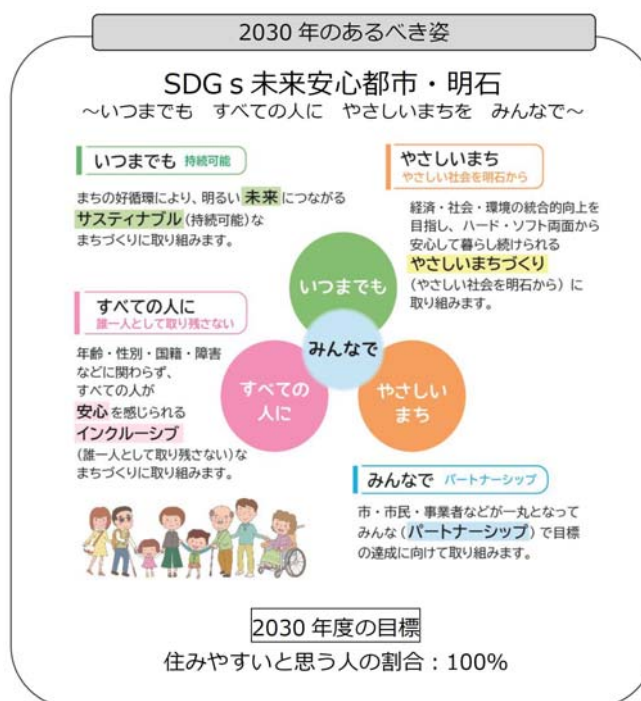 2030年のあるべき姿
SDGs未来安心都市・明石
～いつまでも　すべての人に　やさしいまちを　みんなで～
いつまでも 持続可能
まちの好循環により、明るい未来につながる
サスティナブル(持続可能)な
まちづくりに取り組みます。
やさしいまち
やさしい社会を明石から
経済・社会・環境の統合的向上を
目指し、ハード・ソフト両面から
安心して暮らし続けられる
やさしいまちづくり
(やさしい社会を明石から)に
取り組みます。
すべての人に
誰一人として取り残さない
年齢・性別・国籍・障害
などに関わらず、
すべての人が
安心を感じられる
インクルーシブ
(誰一人として取り残さない)な
まちづくりに取り組みます。
いつまでも
みんなで
すべての
人に
やさしい
まち
みんなで パートナーシップ
市・市民・事業者などが一丸となって
みんな(パートナーシップ)で目標
の達成に向けて取り組みます。
2030年度の目標
住みやすいと思う人の割合：100%